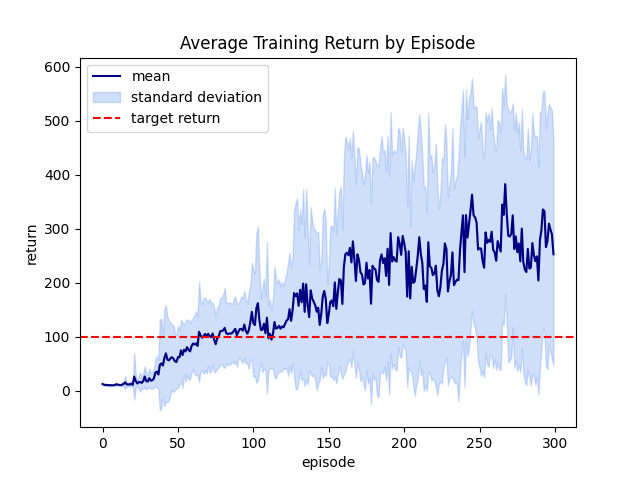 Average Training Return by Episode
mean
standard deviation
target return
600
500
400
300
200
100
0
return
0 50 100 150 200 250 300
episode